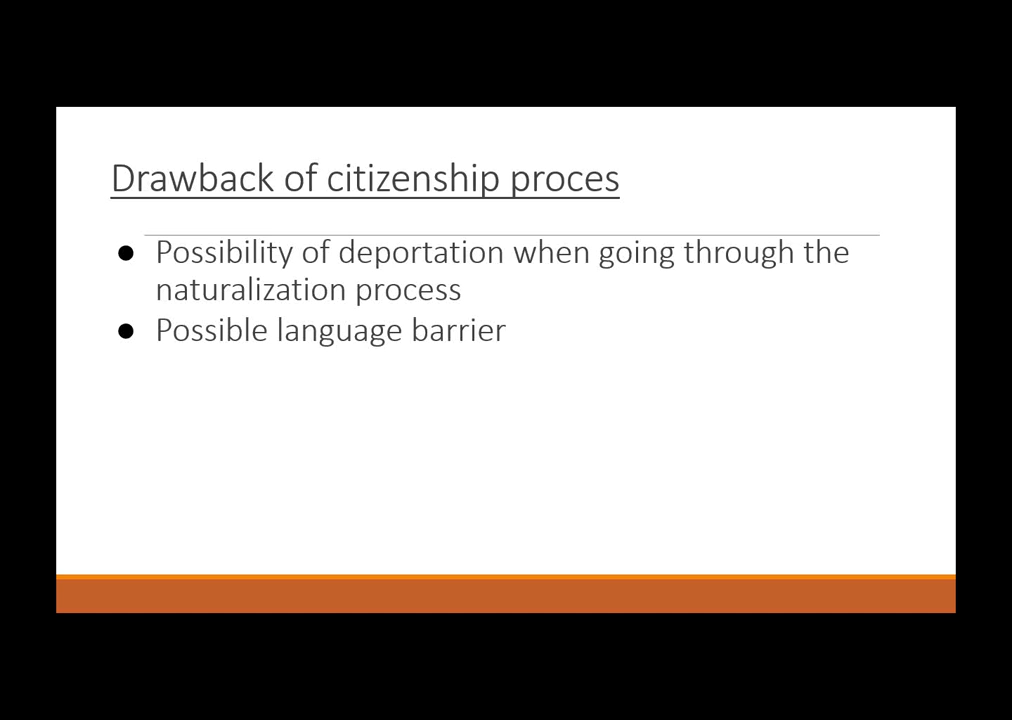 Drawback of citizenship proces
● Possibility of deportation when going through the
naturalization process
● Possible language barrier